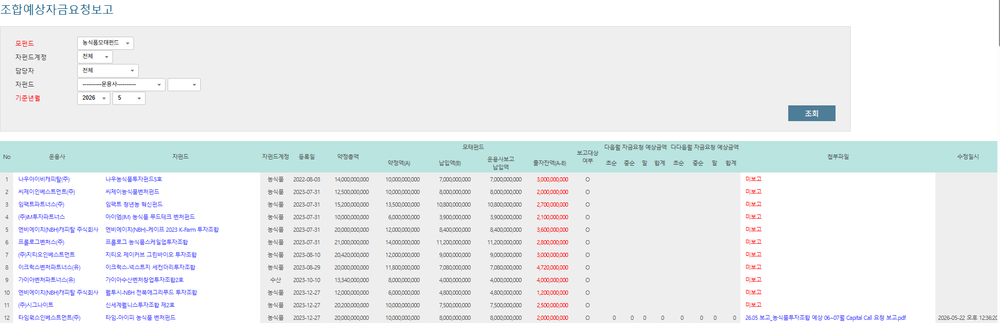 조합예상자금요청보고
모펀드 농식품모태펀드
자펀드계정 전체
담당자 전체
자펀드 ----------운용사----------
기준년월 2026 5
조회
No 운용사 자펀드 자펀드계정 등록일 약정총액 모태펀드 보고대상 여부 다음월 자금요청 예상금액 다다음월 자금요청 예상금액 첨부파일 수정일시
약정액(A) 납입액(B) 운용사보고 납입액 출자잔액(A-B) 초순 중순 말 합계 초순 중순 말 합계
1 나우아이비캐피탈(주) 나우농식품투자펀드5호 농식품 2022-08-03 14,000,000,000 10,000,000,000 7,000,000,000 7,000,000,000 3,000,000,000 O 미보고
2 씨제이인베스트먼트(주) 씨제이농식품벤처펀드 농식품 2023-07-31 12,500,000,000 10,000,000,000 8,000,000,000 8,000,000,000 2,000,000,000 O 미보고
3 임팩트파트너스(주) 임팩트 청년농 혁신펀드 농식품 2023-07-31 15,200,000,000 13,500,000,000 10,800,000,000 10,800,000,000 2,700,000,000 O 미보고
4 (주)iM투자파트너스 아이엠(iM) 농식품 푸드테크 벤처펀드 농식품 2023-07-31 10,000,000,000 6,000,000,000 3,900,000,000 3,900,000,000 2,100,000,000 O 미보고
5 엔비에이치(NBH)캐피탈 주식회사 엔비에이치(NBH)-케이프 2023 K-Farm 투자조합 농식품 2023-07-31 20,000,000,000 12,000,000,000 8,400,000,000 8,400,000,000 3,600,000,000 O 미보고
6 프롤로그벤처스(주) 프롤로그 농식품스케일업투자조합 농식품 2023-07-31 21,000,000,000 14,000,000,000 11,200,000,000 11,200,000,000 2,800,000,000 O 미보고
7 (주)지티오인베스트먼트 지티오 제이커브 그린바이오 투자조합 농식품 2023-08-10 20,420,000,000 12,000,000,000 9,000,000,000 9,000,000,000 3,000,000,000 O 미보고
8 이크럭스벤처파트너스(유) 이크럭스-넥스트지 세컨더리투자조합 농식품 2023-08-29 20,000,000,000 11,800,000,000 7,080,000,000 7,080,000,000 4,720,000,000 O 미보고
9 가이아벤처파트너스(유) 가이아수산벤처창업투자조합2호 수산 2023-10-10 13,340,000,000 8,000,000,000 4,000,000,000 4,000,000,000 4,000,000,000 O 미보고
10 엔비에이치(NBH)캐피탈 주식회사 웰투시-NBH 전북애그리푸드 투자조합 농식품 2023-12-27 12,000,000,000 6,000,000,000 4,800,000,000 4,800,000,000 1,200,000,000 O 미보고
11 (주)시그나이트 신세계웰니스투자조합 제2호 농식품 2023-12-27 20,200,000,000 10,000,000,000 7,500,000,000 7,500,000,000 2,500,000,000 O 미보고
12 타임웍스인베스트먼트(주) 타임-아이피 농식품 벤처펀드 농식품 2023-12-27 20,000,000,000 10,000,000,000 8,000,000,000 8,000,000,000 2,000,000,000 O 0 0 0 0 0 0 0 0 26.05 보고_농식품투자조합 예상 06~07월 Capital Call 요청 보고.pdf 2026-05-22 오후 12:36:20